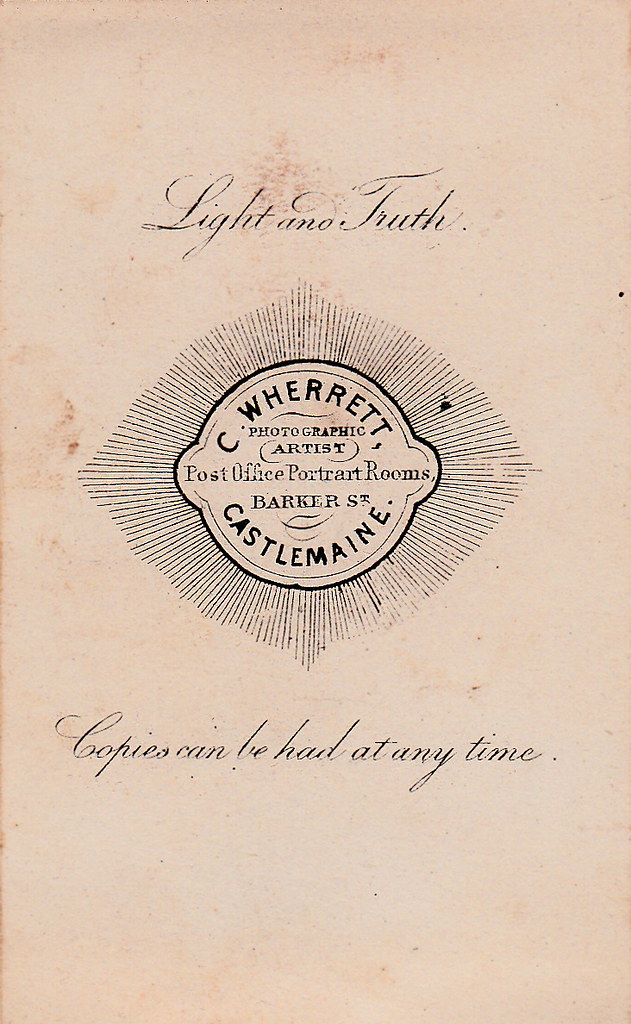 Light and Truth.
C. WHERRETT,
PHOTOGRAPHIC
ARTIST
Post Office Portrait Rooms,
BARKER ST
CASTLEMAINE.
Copies can be had at any time.